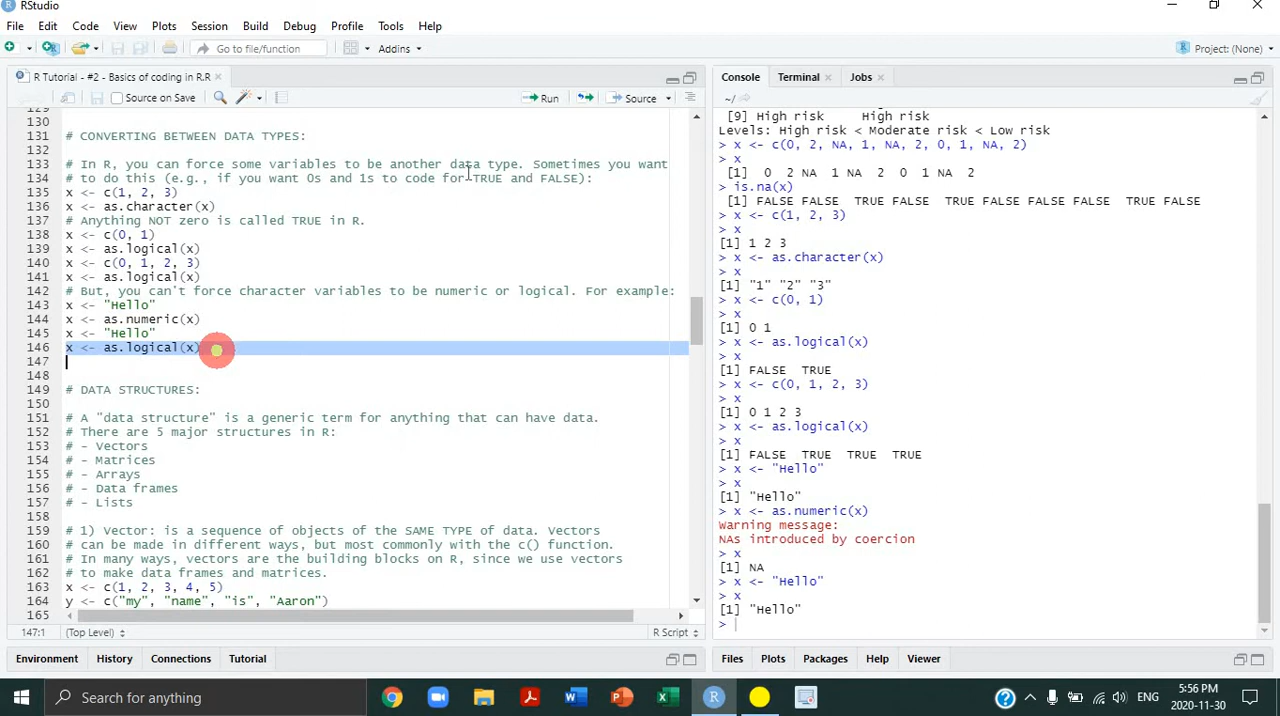 RStudio
File Edit Code View Plots Session Build Debug Profile Tools Help
Go to file/function Addins Project: (None)
R Tutorial - #2 - Basics of coding in R.R
Source on Save Run Source
129
130
131 # CONVERTING BETWEEN DATA TYPES:
132
133 # In R, you can force some variables to be another data type. Sometimes you want
134 # to do this (e.g., if you want 0s and 1s to code for TRUE and FALSE):
135 x <- c(1, 2, 3)
136 x <- as.character(x)
137 # Anything NOT zero is called TRUE in R.
138 x <- c(0, 1)
139 x <- as.logical(x)
140 x <- c(0, 1, 2, 3)
141 x <- as.logical(x)
142 # But, you can't force character variables to be numeric or logical. For example:
143 x <- "Hello"
144 x <- as.numeric(x)
145 x <- "Hello"
146 x <- as.logical(x)
147
148
149 # DATA STRUCTURES:
150
151 # A "data structure" is a generic term for anything that can have data.
152 # There are 5 major structures in R:
153 # - Vectors
154 # - Matrices
155 # - Arrays
156 # - Data frames
157 # - Lists
158
159 # 1) Vector: is a sequence of objects of the SAME TYPE of data. Vectors
160 # can be made in different ways, but most commonly with the c() function.
161 # In many ways, vectors are the building blocks on R, since we use vectors
162 # to make data frames and matrices.
163 x <- c(1, 2, 3, 4, 5)
164 y <- c("my", "name", "is", "Aaron")
165
147:1 (Top Level) R Script
Environment History Connections Tutorial
Console Terminal Jobs
~/
[9] High risk High risk
Levels: High risk < Moderate risk < Low risk
> x <- c(0, 2, NA, 1, NA, 2, 0, 1, NA, 2)
> x
[1] 0 2 NA 1 NA 2 0 1 NA 2
> is.na(x)
[1] FALSE FALSE TRUE FALSE TRUE FALSE FALSE FALSE TRUE FALSE
> x <- c(1, 2, 3)
> x
[1] 1 2 3
> x <- as.character(x)
> x
[1] "1" "2" "3"
> x <- c(0, 1)
> x
[1] 0 1
> x <- as.logical(x)
> x
[1] FALSE TRUE
> x <- c(0, 1, 2, 3)
> x
[1] 0 1 2 3
> x <- as.logical(x)
> x
[1] FALSE TRUE TRUE TRUE
> x <- "Hello"
> x
[1] "Hello"
> x <- as.numeric(x)
Warning message:
NAs introduced by coercion
> x
[1] NA
> x <- "Hello"
> x
[1] "Hello"
>
Files Plots Packages Help Viewer
Search for anything
ENG
5:56 PM
2020-11-30